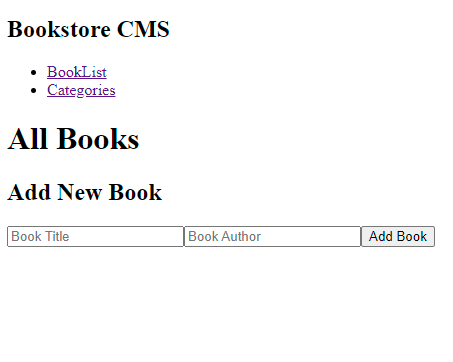 Bookstore CMS
BookList
Categories
All Books
Add New Book
Book Title Book Author Add Book